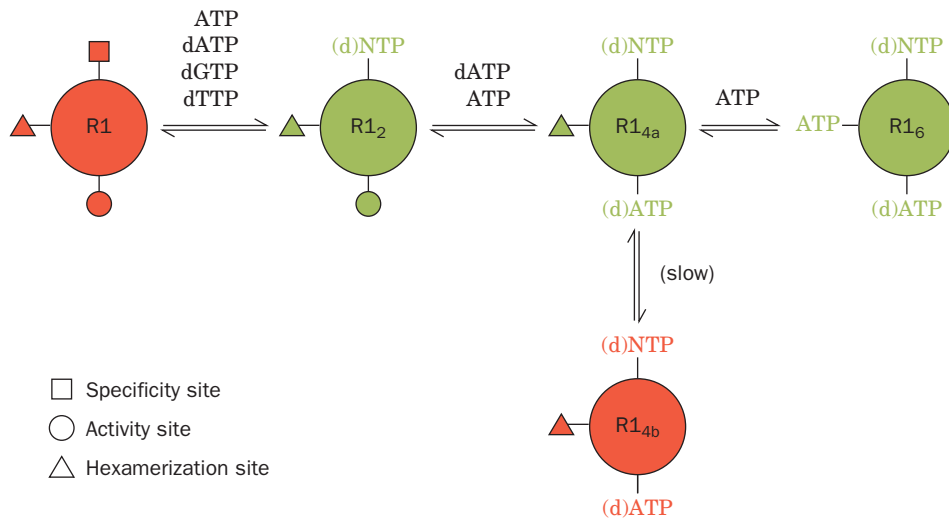 ATP
dATP
dGTP
dTTP
(d)NTP
dATP
ATP
(d)NTP
ATP
(d)NTP
R1
R1₂
R1₄ₐ
ATP
R1₆
(d)ATP
(d)ATP
(slow)
(d)NTP
Specificity site
Activity site
R1₄b
Hexamerization site
(d)ATP